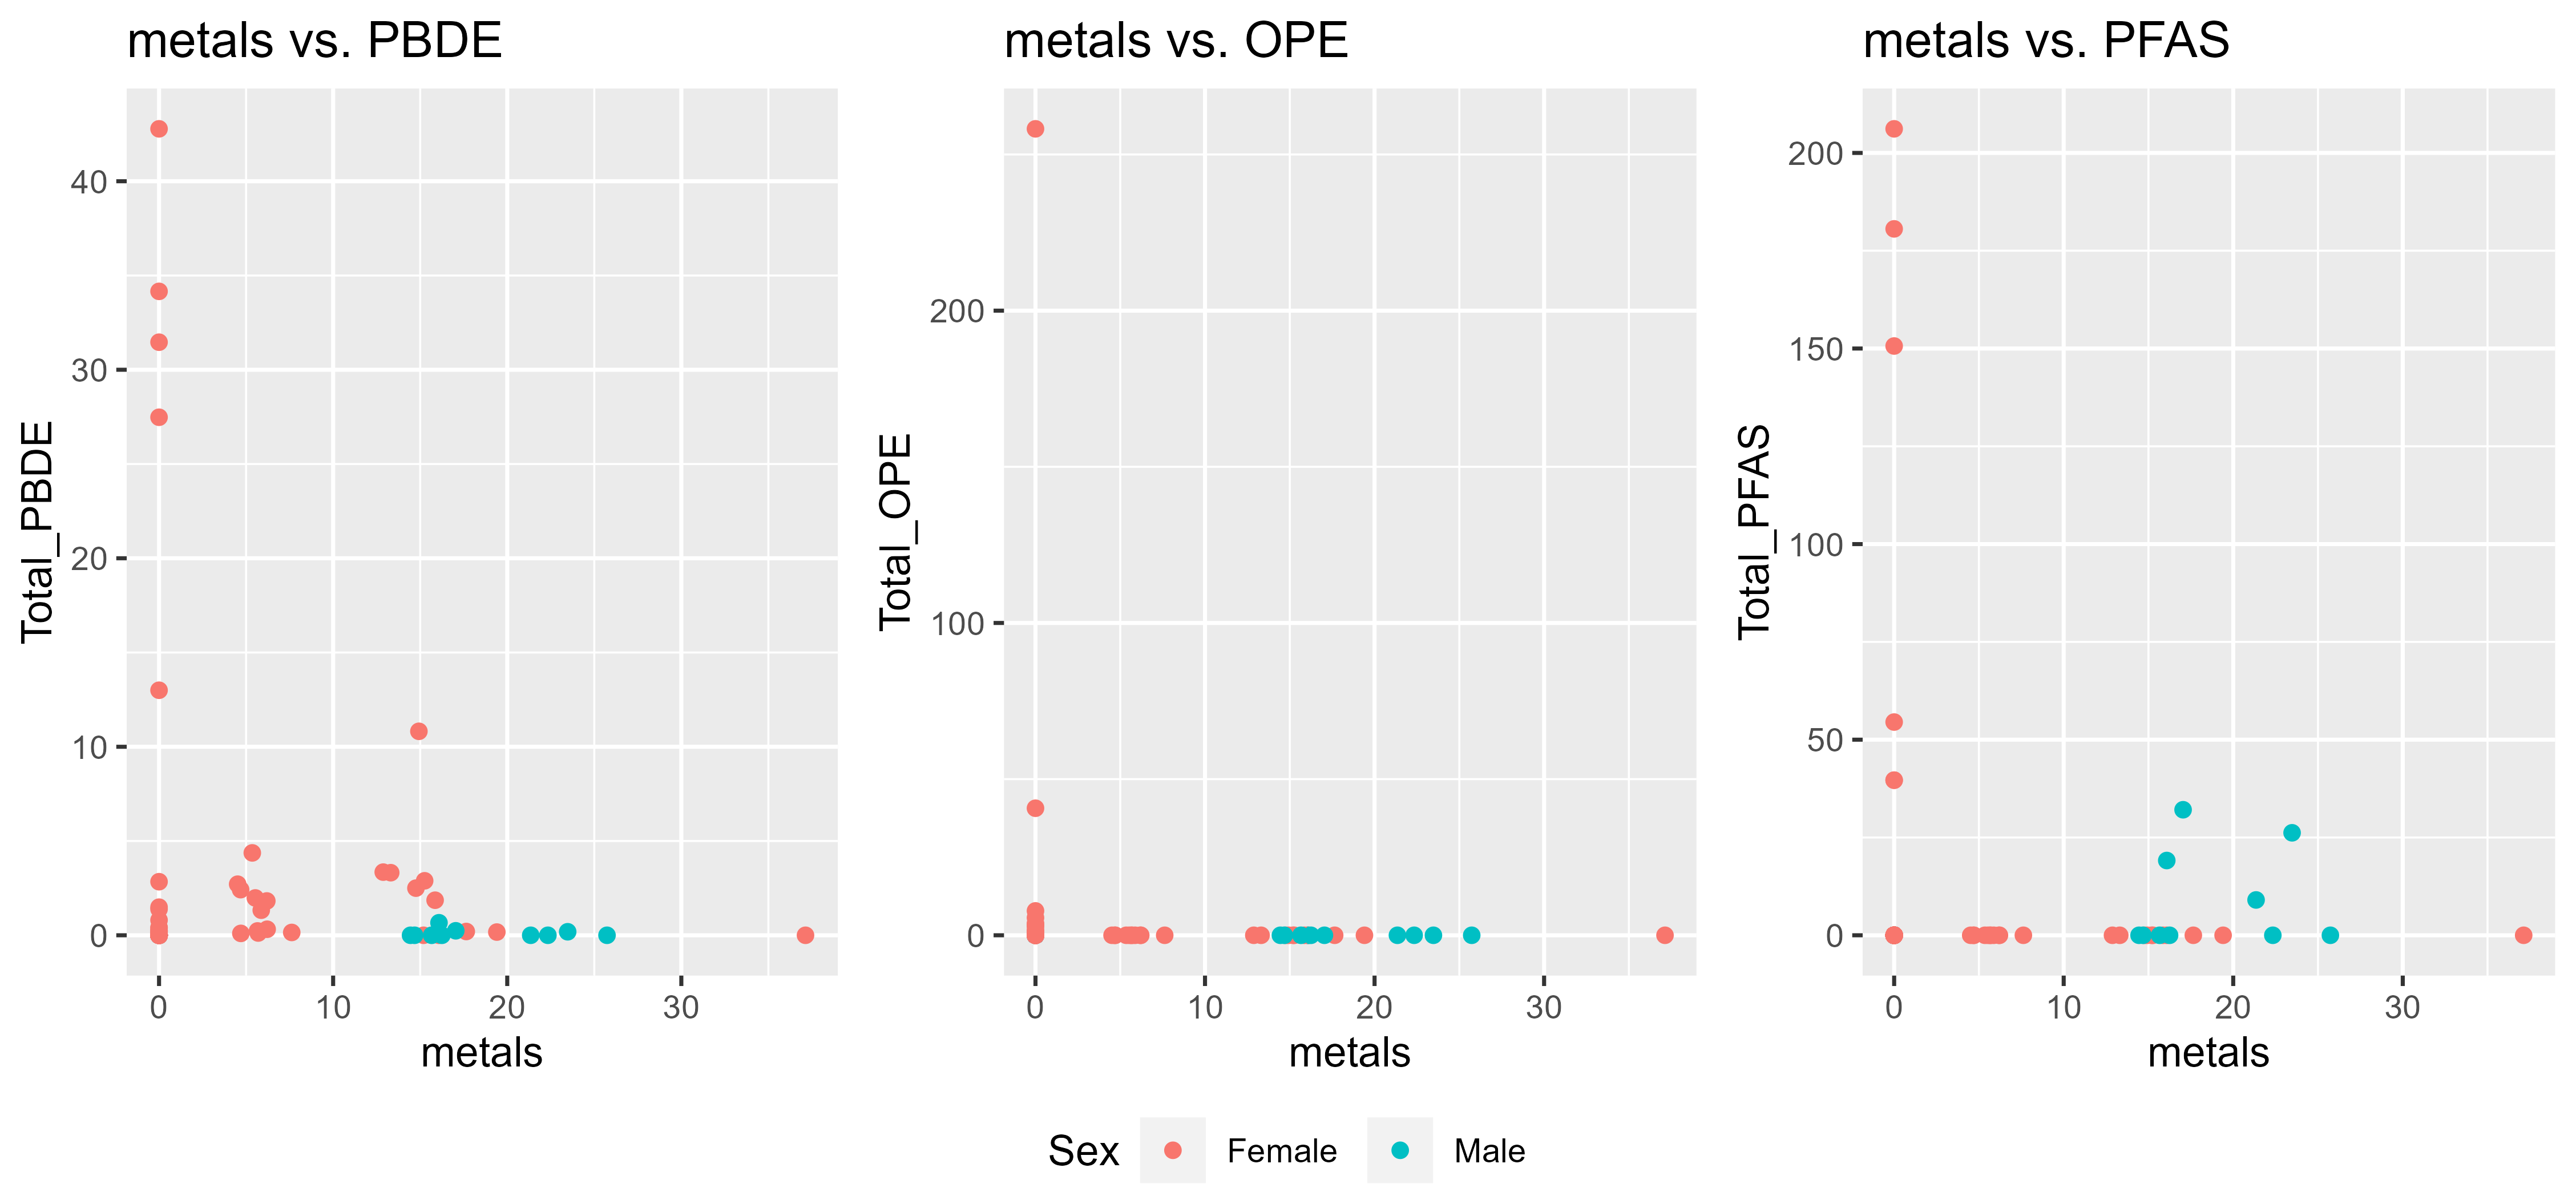 metals vs. PBDE
Total_PBDE
40
30
20
10
0
0 10 20 30
metals
metals vs. OPE
Total_OPE
200
100
0
0 10 20 30
metals
metals vs. PFAS
Total_PFAS
200
150
100
50
0
0 10 20 30
metals
Sex Female Male